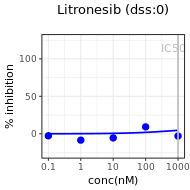 Litronesib (dss:0)
IC50
% inhibition
100
50
0
0.1 1 10 100 1000
conc(nM)